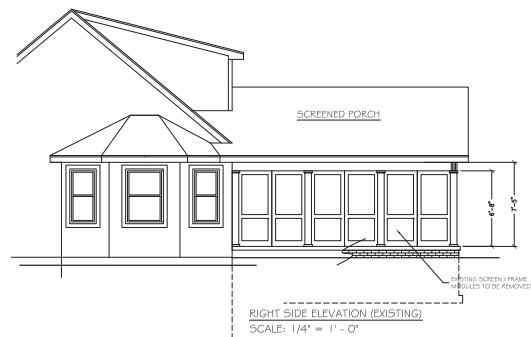 SCREENED PORCH
6'-8"
7'-5"
EXISTING SCREEN / FRAME
MODULES TO BE REMOVED
RIGHT SIDE ELEVATION (EXISTING)
SCALE: 1/4" = 1' - 0"